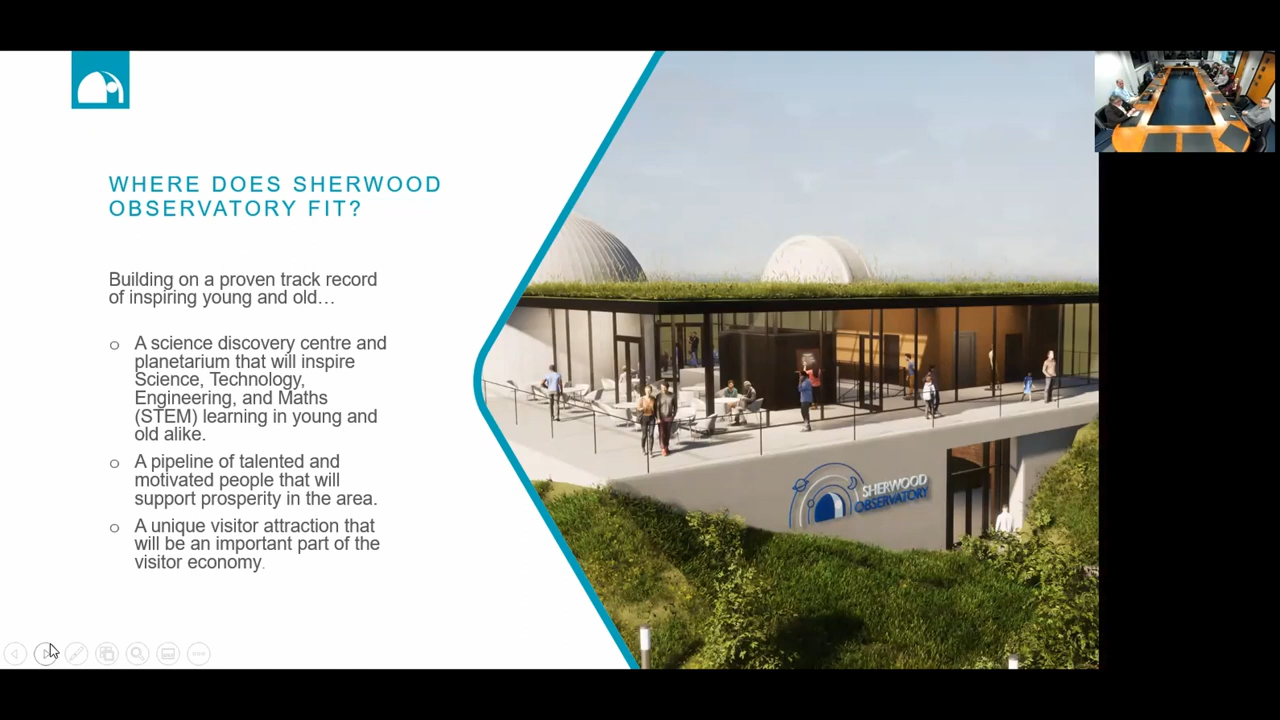 WHERE DOES SHERWOOD
OBSERVATORY FIT?
Building on a proven track record
of inspiring young and old…
o A science discovery centre and
planetarium that will inspire
Science, Technology,
Engineering, and Maths
(STEM) learning in young and
old alike.
o A pipeline of talented and
motivated people that will
support prosperity in the area.
o A unique visitor attraction that
will be an important part of the
visitor economy.
SHERWOOD
OBSERVATORY